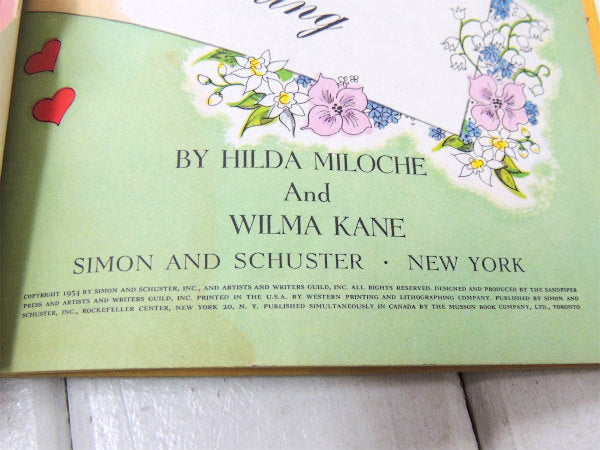 BY HILDA MILOCHE
And
WILMA KANE
SIMON AND SCHUSTER · NEW YORK
COPYRIGHT 1954 BY SIMON AND SCHUSTER, INC., AND ARTISTS AND WRITERS GUILD, INC. ALL RIGHTS RESERVED. DESIGNED AND PRODUCED BY THE SANDPIPER
PRESS AND ARTISTS AND WRITERS GUILD, INC. PRINTED IN THE U.S.A. BY WESTERN PRINTING AND LITHOGRAPHING COMPANY. PUBLISHED BY SIMON AND
SCHUSTER, INC., ROCKEFELLER CENTER, NEW YORK 20, N. Y. PUBLISHED SIMULTANEOUSLY IN CANADA BY THE MUSSON BOOK COMPANY, LTD., TORONTO